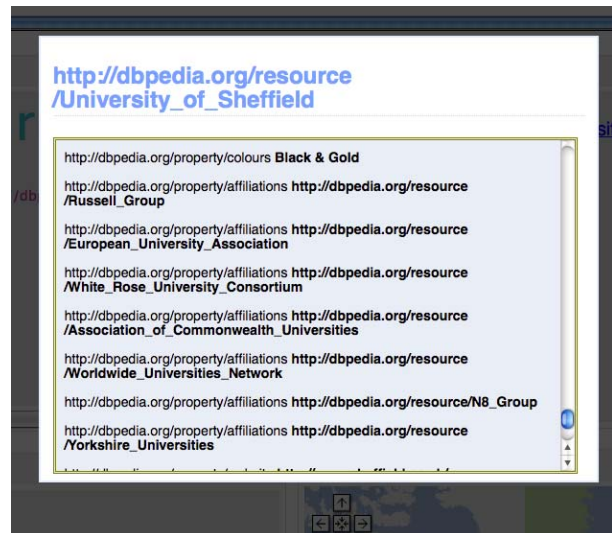 http://dbpedia.org/resource
/University_of_Sheffield
http://dbpedia.org/property/colours Black & Gold
http://dbpedia.org/property/affiliations http://dbpedia.org/resource
/Russell_Group
http://dbpedia.org/property/affiliations http://dbpedia.org/resource
/European_University_Association
http://dbpedia.org/property/affiliations http://dbpedia.org/resource
/White_Rose_University_Consortium
http://dbpedia.org/property/affiliations http://dbpedia.org/resource
/Association_of_Commonwealth_Universities
http://dbpedia.org/property/affiliations http://dbpedia.org/resource
/Worldwide_Universities_Network
http://dbpedia.org/property/affiliations http://dbpedia.org/resource/N8_Group
http://dbpedia.org/property/affiliations http://dbpedia.org/resource
/Yorkshire_Universities